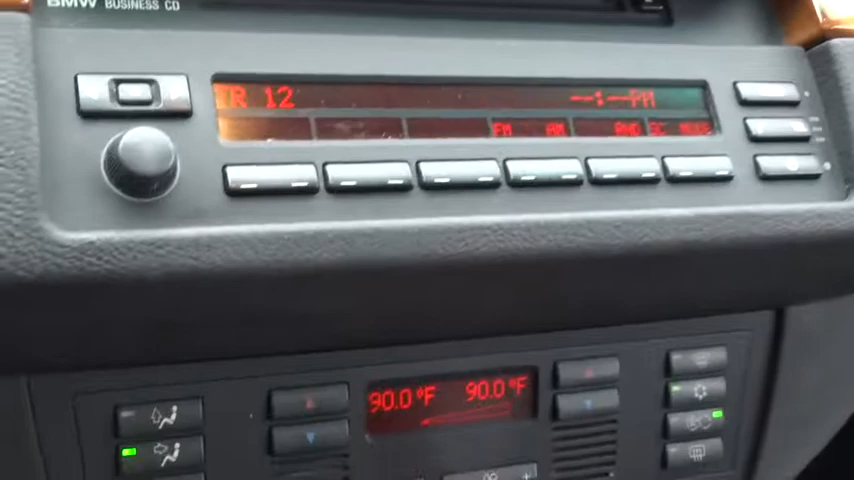 BMW BUSINESS CD
TR 12 --:--PM
FM AM RND SC MODE
90.0°F 90.0°F